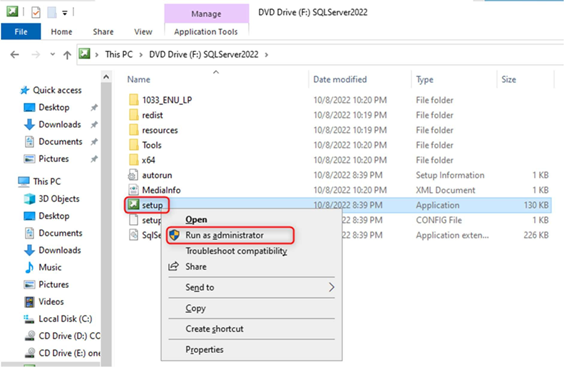 Manage
DVD Drive (F:) SQLServer2022
File
Home
Share
View
Application Tools
This PC
DVD Drive (F:) SQLServer2022
Name
Date modified
Type
Size
Quick access
Desktop
Downloads
Documents
Pictures
This PC
3D Objects
Desktop
Documents
Downloads
Music
Pictures
Videos
Local Disk (C:)
CD Drive (D:) CC
CD Drive (E:) one
1033_ENU_LP 10/8/2022 10:20 PM File folder
redist 10/8/2022 10:19 PM File folder
resources 10/8/2022 10:19 PM File folder
Tools 10/8/2022 10:20 PM File folder
x64 10/8/2022 10:20 PM File folder
autorun 10/8/2022 8:39 PM Setup Information 1 KB
MediaInfo 10/8/2022 10:20 PM XML Document 1 KB
setup 10/8/2022 8:39 PM Application 130 KB
setup 8:39 PM CONFIG File 1 KB
SqlSe 8:39 PM Application exten... 226 KB
Open
Run as administrator
Troubleshoot compatibility
Share
Send to
Copy
Create shortcut
Properties